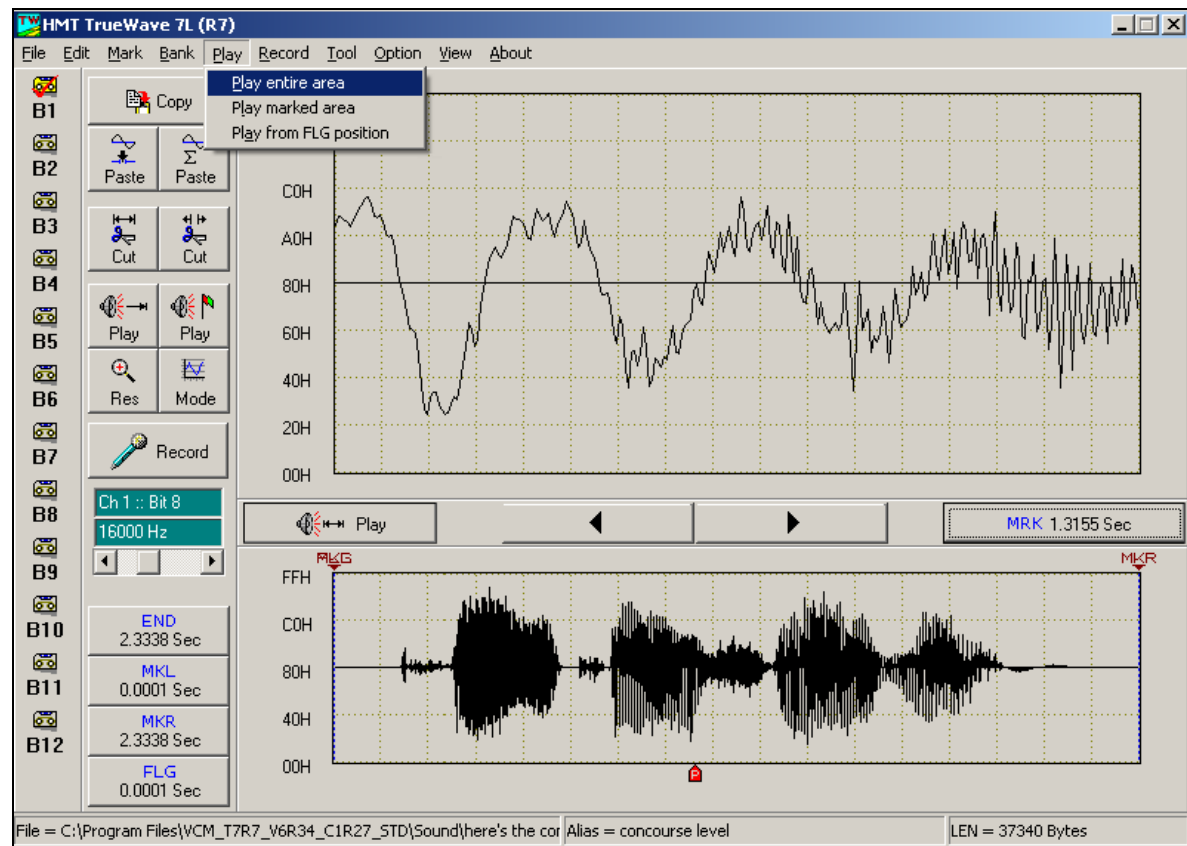 HMT TrueWave 7L (R7)
File Edit Mark Bank Play Record Tool Option View About
Play entire area
Play marked area
Play from FLG position
B1
B2
B3
B4
B5
B6
B7
B8
B9
B10
B11
B12
Copy
Paste Paste
Cut Cut
Play Play
Res Mode
Record
Ch 1 :: Bit 8
16000 Hz
END
2.3338 Sec
MKL
0.0001 Sec
MKR
2.3338 Sec
FLG
0.0001 Sec
C0H
A0H
80H
60H
40H
20H
00H
Play MRK 1.3155 Sec
MKR
FFH
C0H
80H
40H
00H
P
File = C:\Program Files\VCM_T7R7_V6R34_C1R27_STD\Sound\here's the cor Alias = concourse level LEN = 37340 Bytes